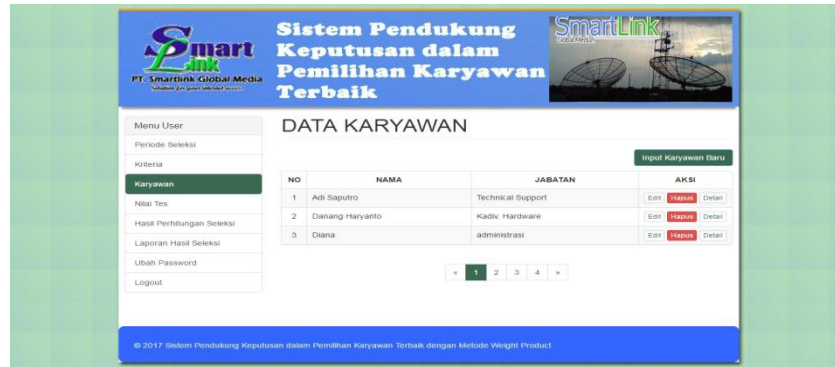 Smart
Link
PT. Smartlink Global Media
Sistem Pendukung
Keputusan dalam
Pemilihan Karyawan
Terbaik
SmartLink
Global Media
Menu User
Periode Seleksi
Kriteria
Karyawan
Nilai Tes
Hasil Perhitungan Seleksi
Laporan Hasil Seleksi
Ubah Password
Logout
DATA KARYAWAN
Input Karyawan Baru
NO NAMA JABATAN AKSI
1 Adi Saputro Technical Support Edit Hapus Detail
2 Danang Haryanto Kadiv. Hardware Edit Hapus Detail
3 Diana administrasi Edit Hapus Detail
« 1 2 3 4 »
© 2017 Sistem Pendukung Keputusan dalam Pemilihan Karyawan Terbaik dengan Metode Weight Product